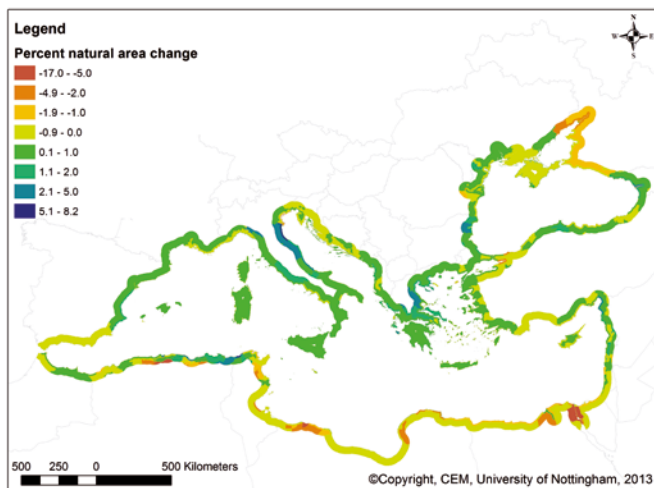 Legend
Percent natural area change
-17.0 - -5.0
-4.9 - -2.0
-1.9 - -1.0
-0.9 - 0.0
0.1 - 1.0
1.1 - 2.0
2.1 - 5.0
5.1 - 8.2
N
W E
S
500 250 0 500 Kilometers
©Copyright, CEM, University of Nottingham, 2013